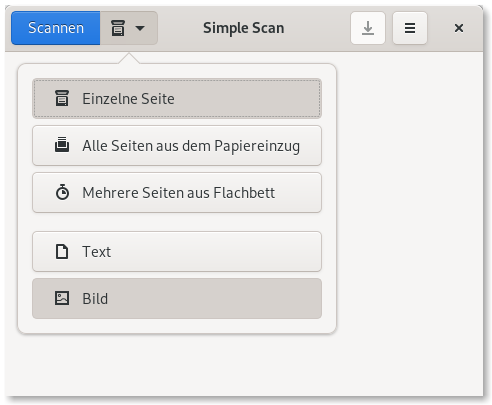 Scannen
Simple Scan
Einzelne Seite
Alle Seiten aus dem Papiereinzug
Mehrere Seiten aus Flachbett
Text
Bild